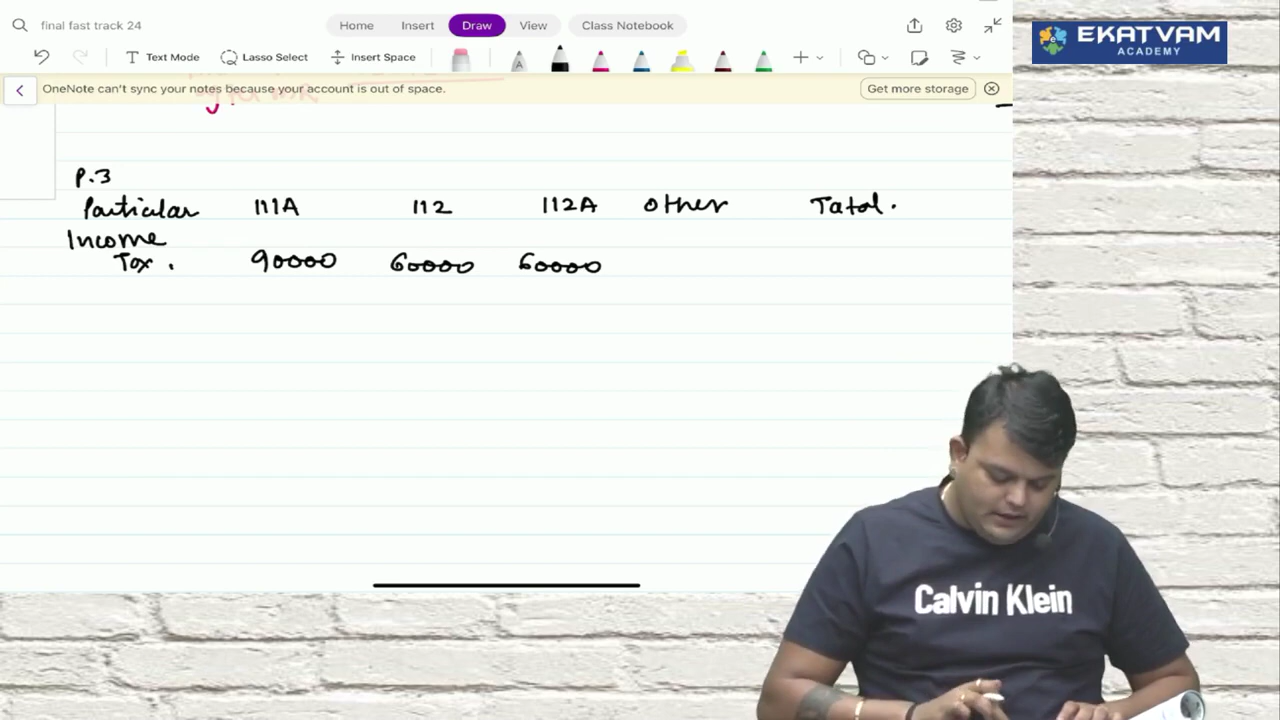 final fast track 24
Home Insert Draw View Class Notebook
EKATVAM
ACADEMY
Text Mode Lasso Select Insert Space
OneNote can't sync your notes because your account is out of space.
Get more storage
P.3
Particular 111A 112 112A Other Total.
Income
Tax. 90000 60000 60000
Calvin Klein